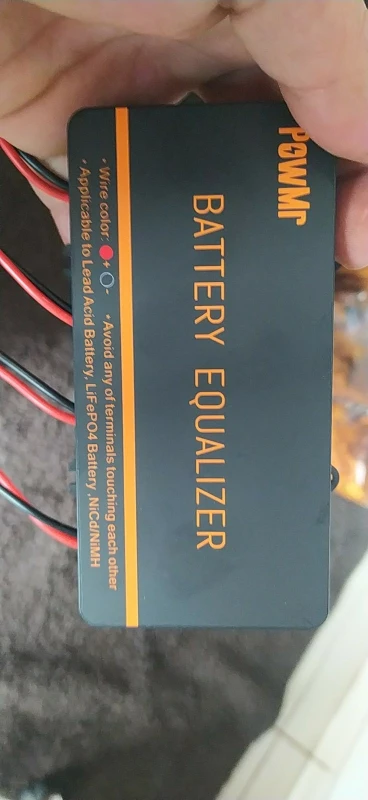 PowMr
BATTERY EQUALIZER
• Wire color: + - • Avoid any of terminals touching each other
• Applicable to Lead Acid Battery, LiFePO4 Battery ,NiCd/NiMH